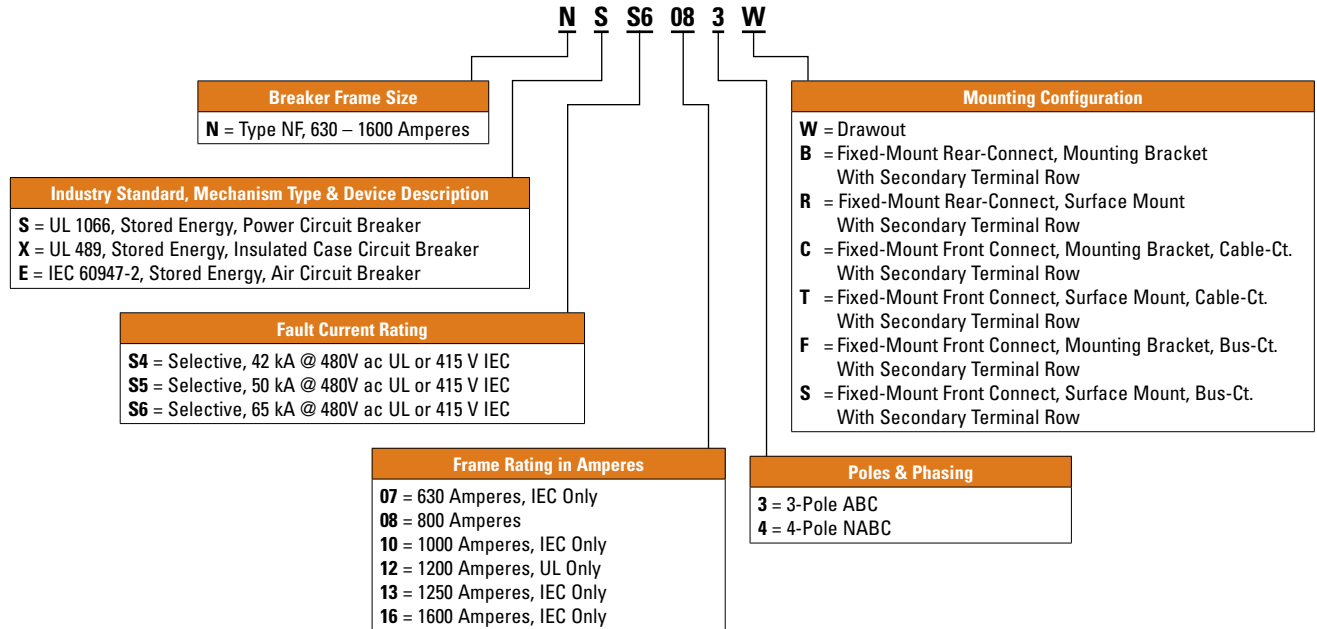 N S S6 08 3 W
Breaker Frame Size
N = Type NF, 630 – 1600 Amperes
Industry Standard, Mechanism Type & Device Description
S = UL 1066, Stored Energy, Power Circuit Breaker
X = UL 489, Stored Energy, Insulated Case Circuit Breaker
E = IEC 60947-2, Stored Energy, Air Circuit Breaker
Fault Current Rating
S4 = Selective, 42 kA @ 480V ac UL or 415 V IEC
S5 = Selective, 50 kA @ 480V ac UL or 415 V IEC
S6 = Selective, 65 kA @ 480V ac UL or 415 V IEC
Frame Rating in Amperes
07 = 630 Amperes, IEC Only
08 = 800 Amperes
10 = 1000 Amperes, IEC Only
12 = 1200 Amperes, UL Only
13 = 1250 Amperes, IEC Only
16 = 1600 Amperes, IEC Only
Poles & Phasing
3 = 3-Pole ABC
4 = 4-Pole NABC
Mounting Configuration
W = Drawout
B = Fixed-Mount Rear-Connect, Mounting Bracket
With Secondary Terminal Row
R = Fixed-Mount Rear-Connect, Surface Mount
With Secondary Terminal Row
C = Fixed-Mount Front Connect, Mounting Bracket, Cable-Ct.
With Secondary Terminal Row
T = Fixed-Mount Front Connect, Surface Mount, Cable-Ct.
With Secondary Terminal Row
F = Fixed-Mount Front Connect, Mounting Bracket, Bus-Ct.
With Secondary Terminal Row
S = Fixed-Mount Front Connect, Surface Mount, Bus-Ct.
With Secondary Terminal Row